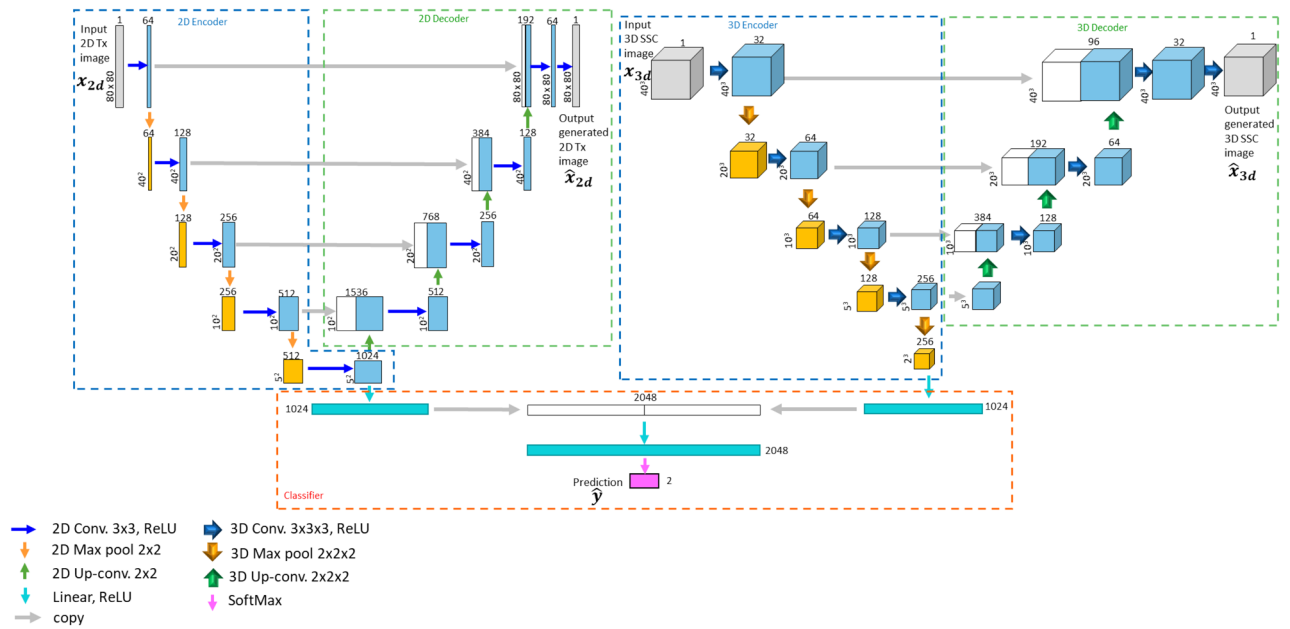 1
64
2D Encoder
Input
2D Tx
image
x2d
80 x 80
64
128
40²
128
256
20²
20²
256
512
10²
10²
512
5²
1024
5²
2D Decoder
192
64
1
80 x 80
80 x 80
80 x 80
Output
generated
2D Tx
image
x̂2d
384
128
40²
40²
768
256
20²
20²
1536
512
10²
10²
Input
3D SSC
image
x3d
3D Encoder
1
32
40³
40³
32
64
20³
20³
64
128
10³
10³
128
256
5³
5³
256
2³
3D Decoder
96
32
1
40³
40³
40³
Output
generated
3D SSC
image
x̂3d
192
64
20³
20³
384
128
10³
10³
5³
1024
2048
1024
2048
Prediction
2
ŷ
Classifier
2D Conv. 3x3, ReLU
2D Max pool 2x2
2D Up-conv. 2x2
Linear, ReLU
copy
3D Conv. 3x3x3, ReLU
3D Max pool 2x2x2
3D Up-conv. 2x2x2
SoftMax